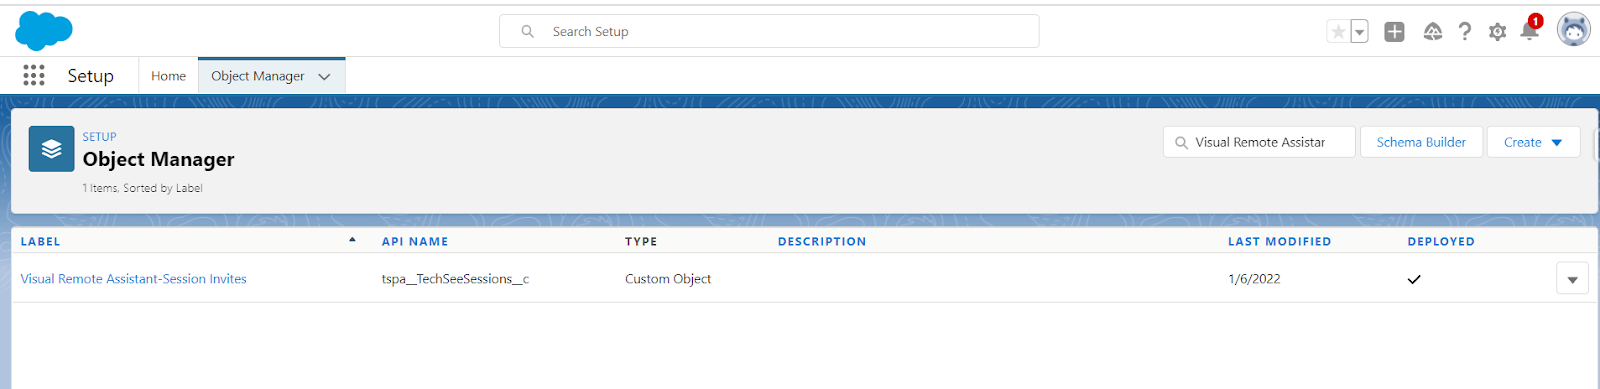 Search Setup
1
Setup Home Object Manager
SETUP
Object Manager
1 Items, Sorted by Label
Visual Remote Assistar Schema Builder Create
LABEL API NAME TYPE DESCRIPTION LAST MODIFIED DEPLOYED
Visual Remote Assistant-Session Invites tspa__TechSeeSessions__c Custom Object 1/6/2022